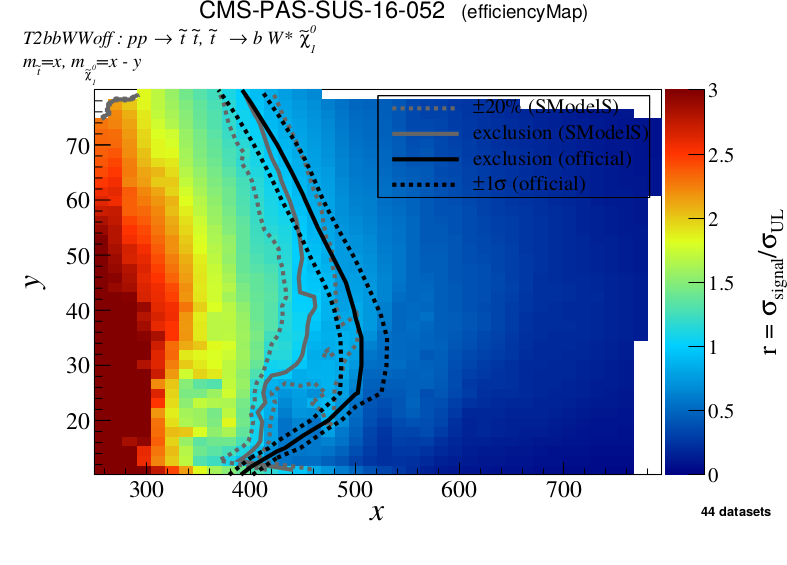 CMS-PAS-SUS-16-052 (efficiencyMap)
T2bbWWoff : pp → t̃ t̃, t̃ → b W* χ̃₁⁰
m_t̃=x, m_χ̃₁⁰=x - y
±20% (SModelS)
exclusion (SModelS)
exclusion (official)
±1σ (official)
70
60
50
40
30
20
y
300 400 500 600 700
x
3
2.5
2
1.5
1
0.5
0
r = σ_signal/σ_UL
44 datasets